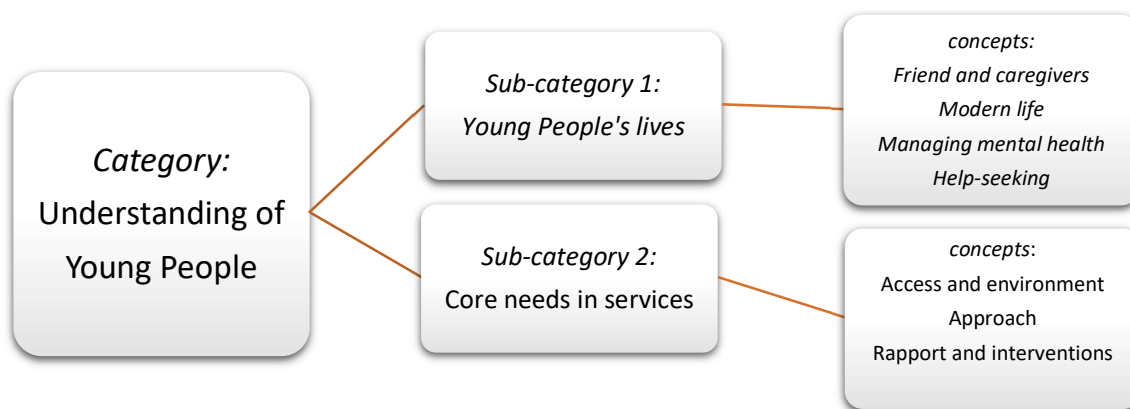 Category:
Understanding of
Young People
Sub-category 1:
Young People's lives
concepts:
Friend and caregivers
Modern life
Managing mental health
Help-seeking
Sub-category 2:
Core needs in services
concepts:
Access and environment
Approach
Rapport and interventions